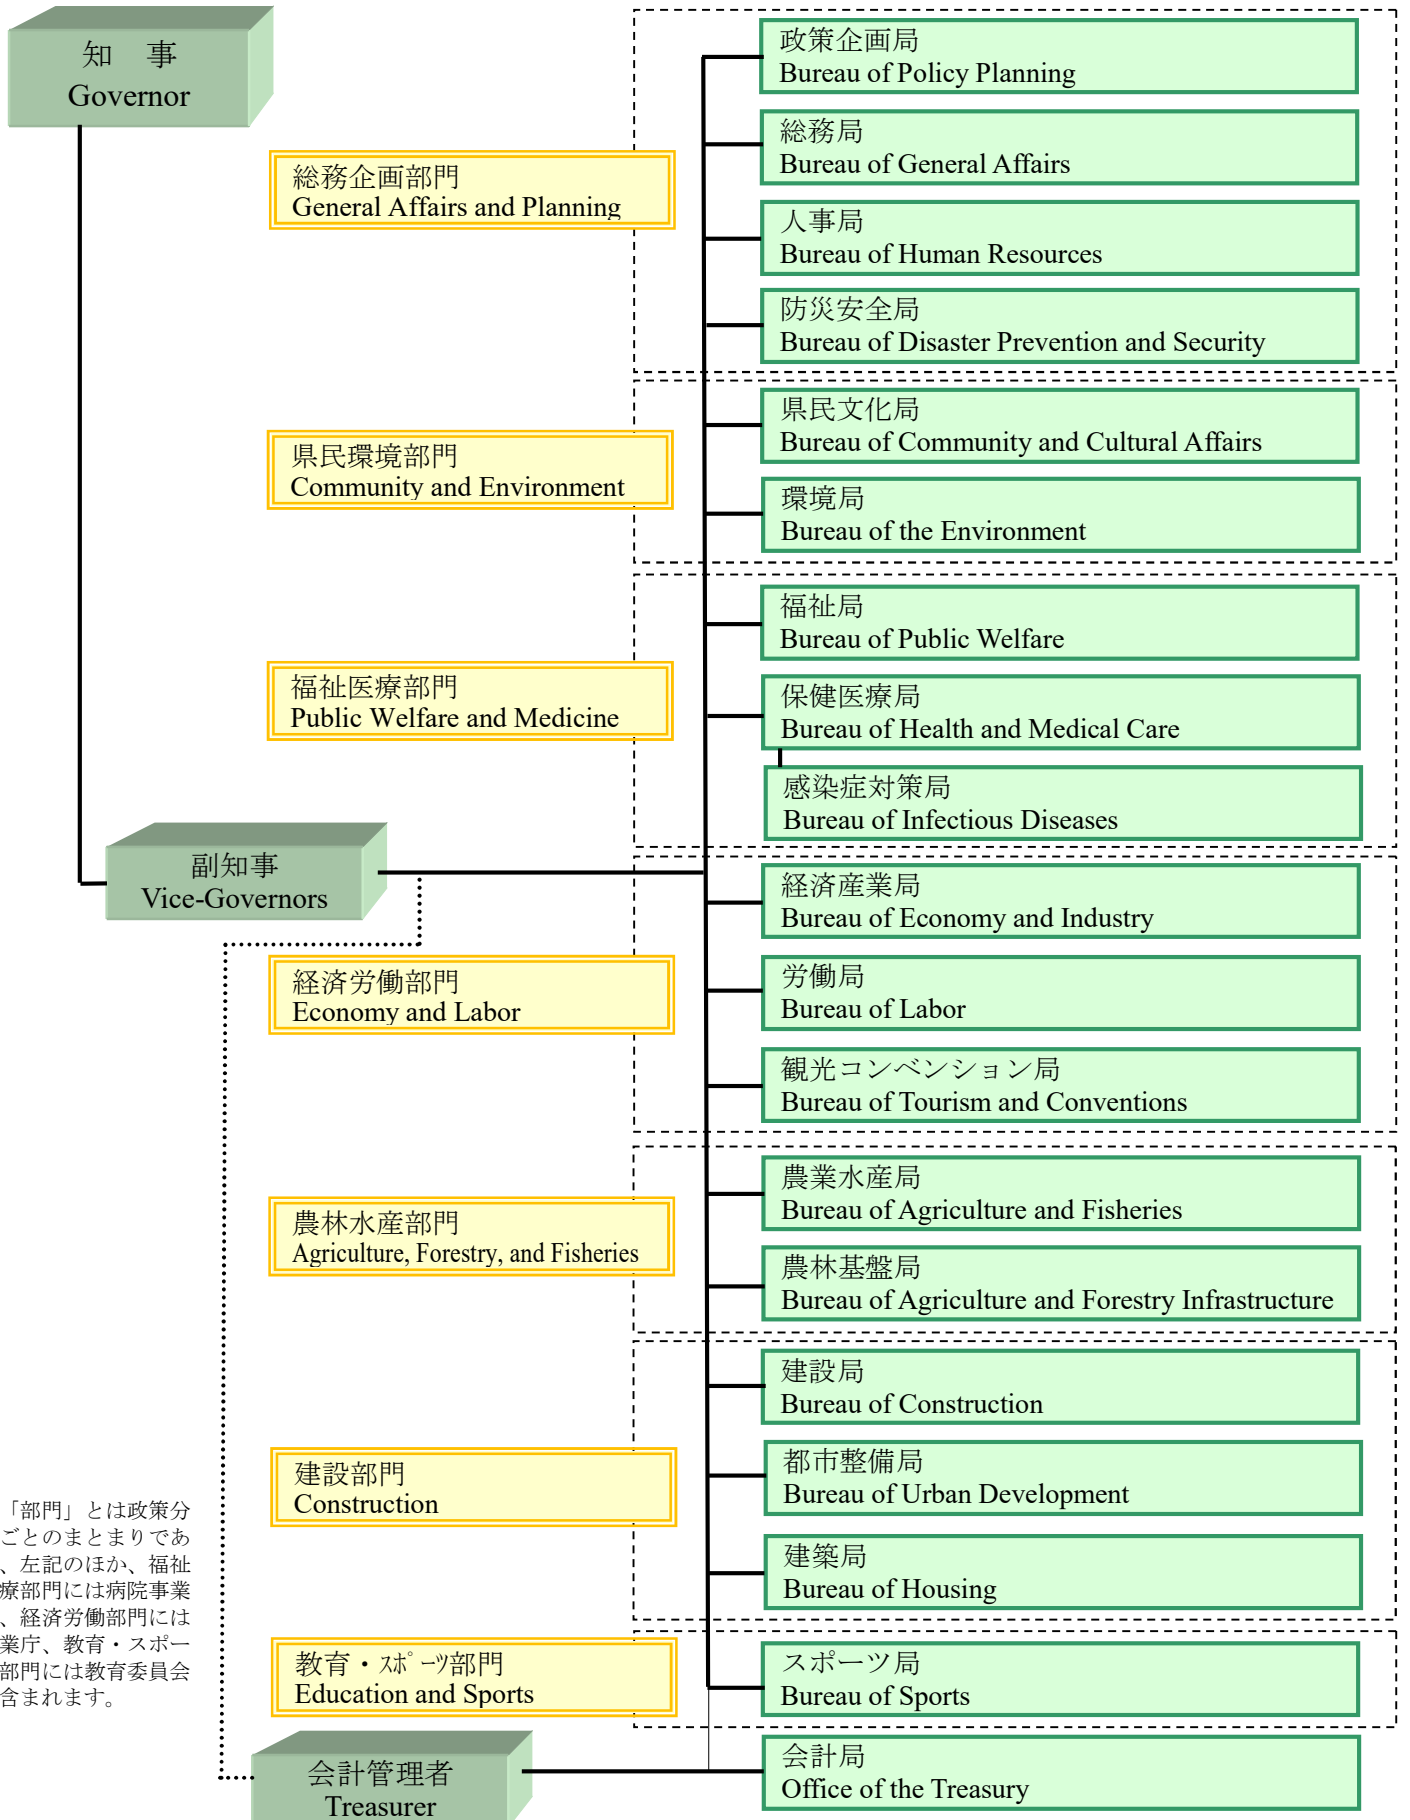 知　事
Governor
政策企画局
Bureau of Policy Planning
総務局
Bureau of General Affairs
総務企画部門
General Affairs and Planning
人事局
Bureau of Human Resources
防災安全局
Bureau of Disaster Prevention and Security
県民文化局
Bureau of Community and Cultural Affairs
県民環境部門
Community and Environment
環境局
Bureau of the Environment
福祉局
Bureau of Public Welfare
福祉医療部門
Public Welfare and Medicine
保健医療局
Bureau of Health and Medical Care
感染症対策局
Bureau of Infectious Diseases
副知事
Vice-Governors
経済産業局
Bureau of Economy and Industry
経済労働部門
Economy and Labor
労働局
Bureau of Labor
観光コンベンション局
Bureau of Tourism and Conventions
農業水産局
Bureau of Agriculture and Fisheries
農林水産部門
Agriculture, Forestry, and Fisheries
農林基盤局
Bureau of Agriculture and Forestry Infrastructure
建設局
Bureau of Construction
建設部門
Construction
都市整備局
Bureau of Urban Development
「部門」とは政策分
ごとのまとまりであ
、左記のほか、福祉
療部門には病院事業
、経済労働部門には
業庁、教育・スポー
部門には教育委員会
含まれます。
建築局
Bureau of Housing
教育・ｽﾎﾟｰﾂ部門
Education and Sports
スポーツ局
Bureau of Sports
会計管理者
Treasurer
会計局
Office of the Treasury